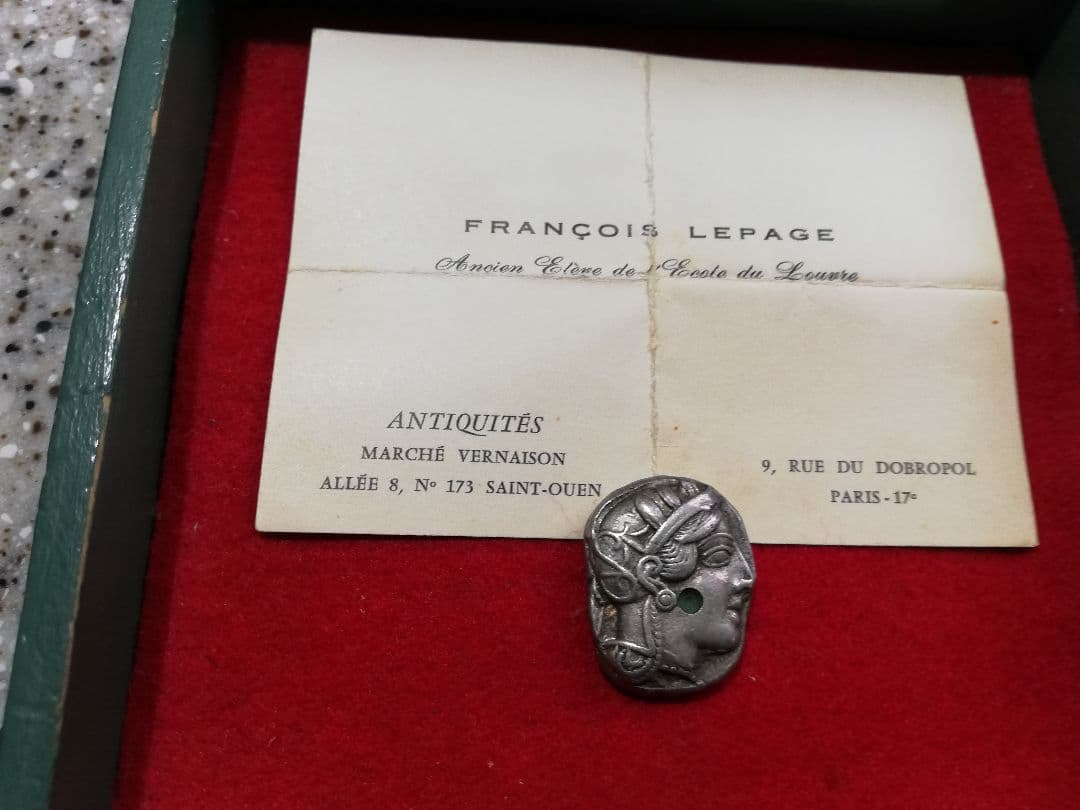 FRANÇOIS LEPAGE
Ancien Elève de l'Ecole du Louvre
ANTIQUITÉS
MARCHÉ VERNAISON
ALLÉE 8, Nº 173 SAINT-OUEN
9, RUE DU DOBROPOL
PARIS - 17e